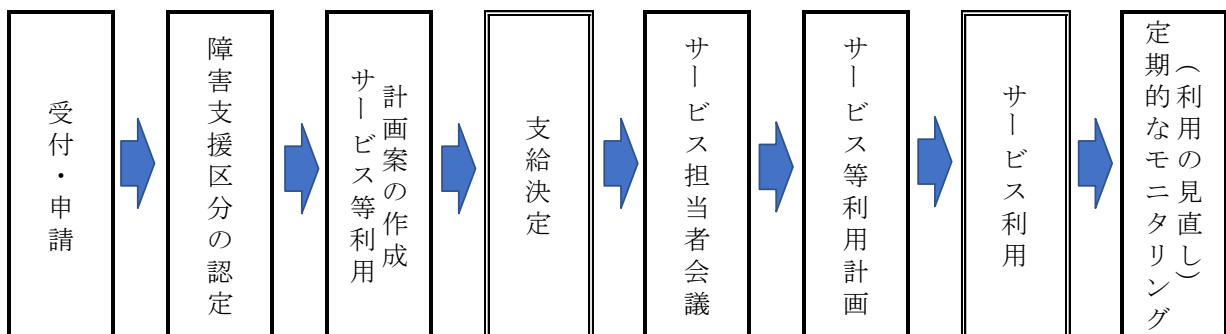 受付・申請
障害支援区分の認定
サービス等利用
計画案の作成
支給決定
サービス担当者会議
サービス等利用計画
サービス利用
定期的なモニタリング
（利用の見直し）